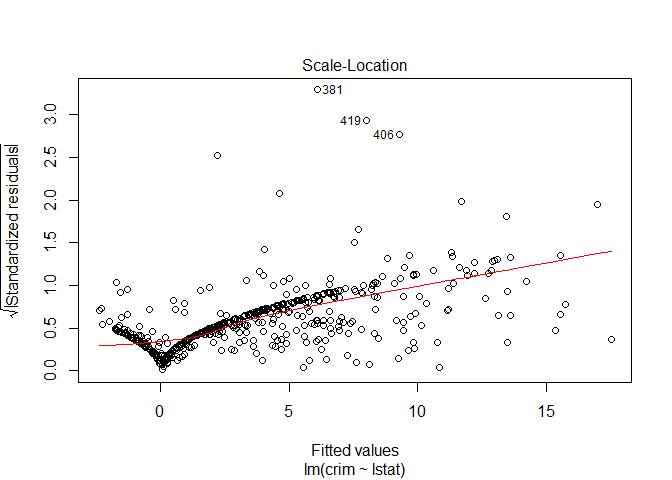 Scale-Location
√|Standardized residuals|
3.0
2.5
2.0
1.5
1.0
0.5
0.0
381
419
406
0 5 10 15
Fitted values
lm(crim ~ lstat)